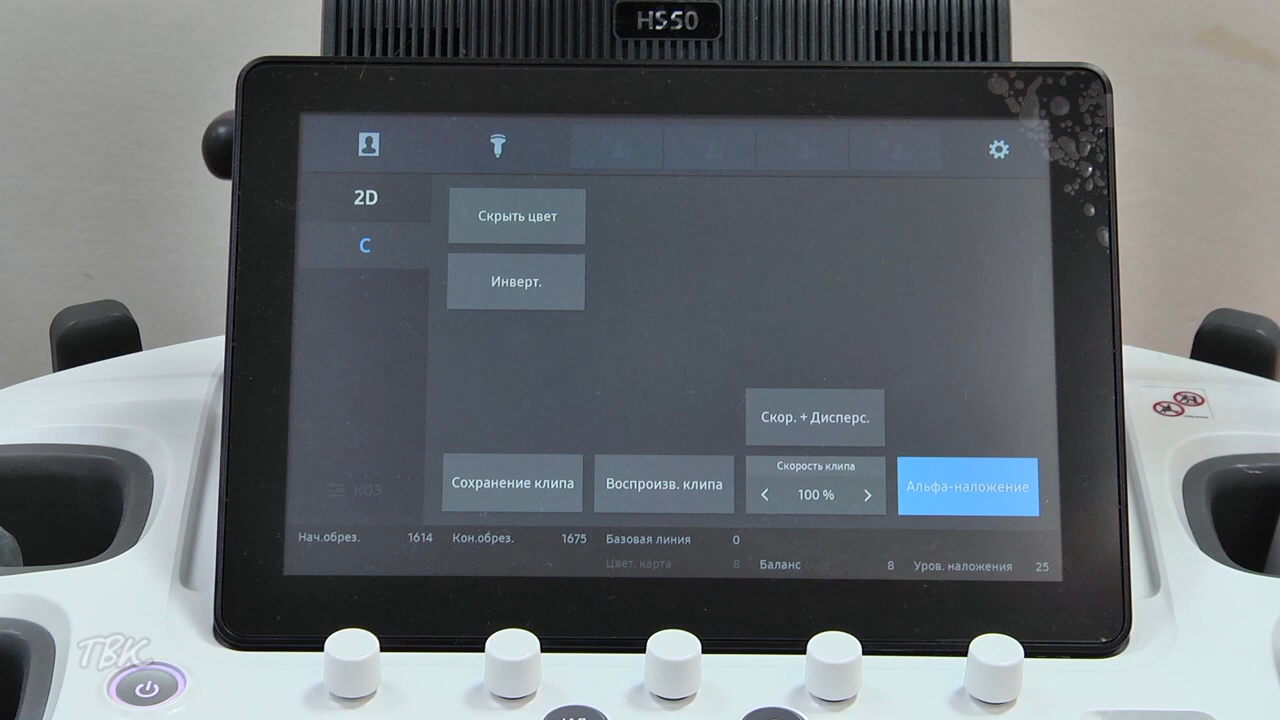 HS50
2D
Скрыть цвет
C
Инверт.
Скор. + Дисперс.
Скорость клипа
Сохранение клипа
Воспроизв. клипа
100 %
Альфа-наложение
КОЗ
Нач.обрез. 1614
Кон.обрез. 1675
Базовая линия 0
Цвет. карта 8
Баланс 8
Уров. наложения 25
ТВК